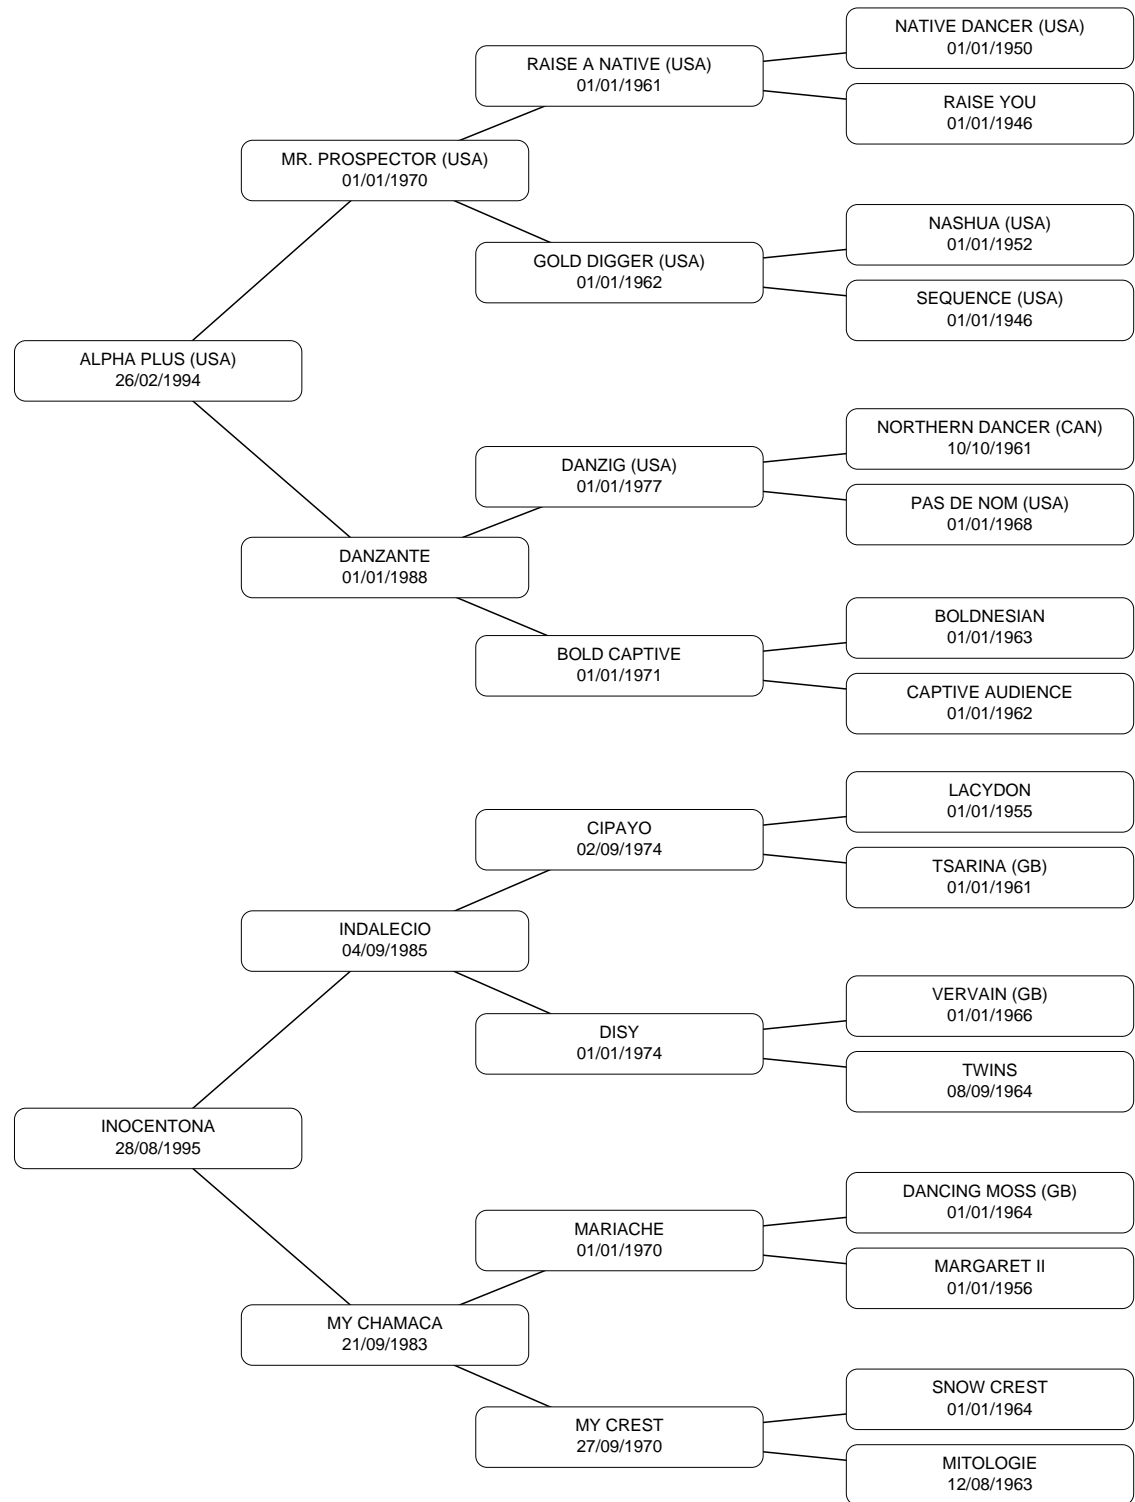 NATIVE DANCER (USA)
01/01/1950
RAISE A NATIVE (USA)
01/01/1961
RAISE YOU
01/01/1946
MR. PROSPECTOR (USA)
01/01/1970
NASHUA (USA)
01/01/1952
GOLD DIGGER (USA)
01/01/1962
SEQUENCE (USA)
01/01/1946
ALPHA PLUS (USA)
26/02/1994
NORTHERN DANCER (CAN)
10/10/1961
DANZIG (USA)
01/01/1977
PAS DE NOM (USA)
01/01/1968
DANZANTE
01/01/1988
BOLDNESIAN
01/01/1963
BOLD CAPTIVE
01/01/1971
CAPTIVE AUDIENCE
01/01/1962
LACYDON
01/01/1955
CIPAYO
02/09/1974
TSARINA (GB)
01/01/1961
INDALECIO
04/09/1985
VERVAIN (GB)
01/01/1966
DISY
01/01/1974
TWINS
08/09/1964
INOCENTONA
28/08/1995
DANCING MOSS (GB)
01/01/1964
MARIACHE
01/01/1970
MARGARET II
01/01/1956
MY CHAMACA
21/09/1983
SNOW CREST
01/01/1964
MY CREST
27/09/1970
MITOLOGIE
12/08/1963